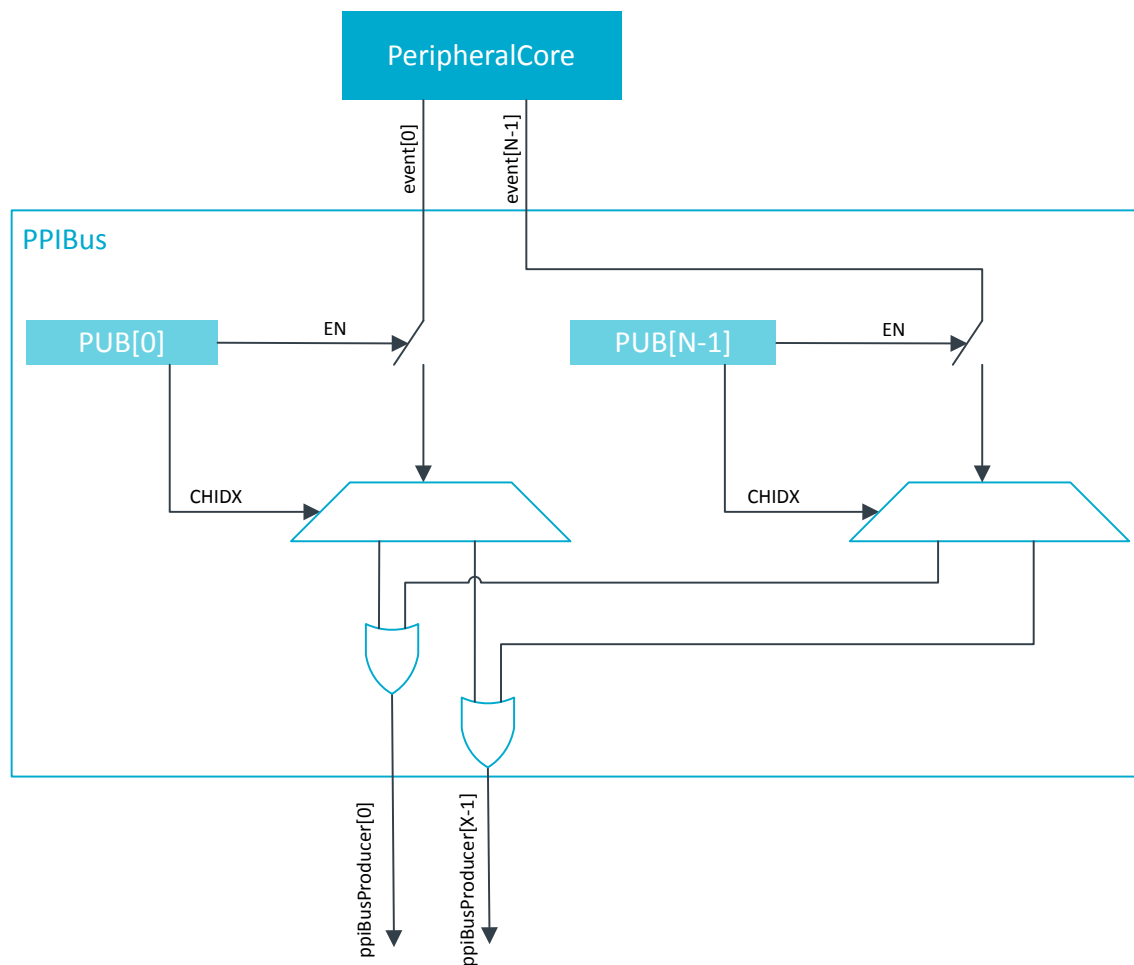 PeripheralCore
event[0]
event[N-1]
PPIBus
PUB[0]
EN
PUB[N-1]
EN
CHIDX
CHIDX
ppiBusProducer[0]
ppiBusProducer[X-1]